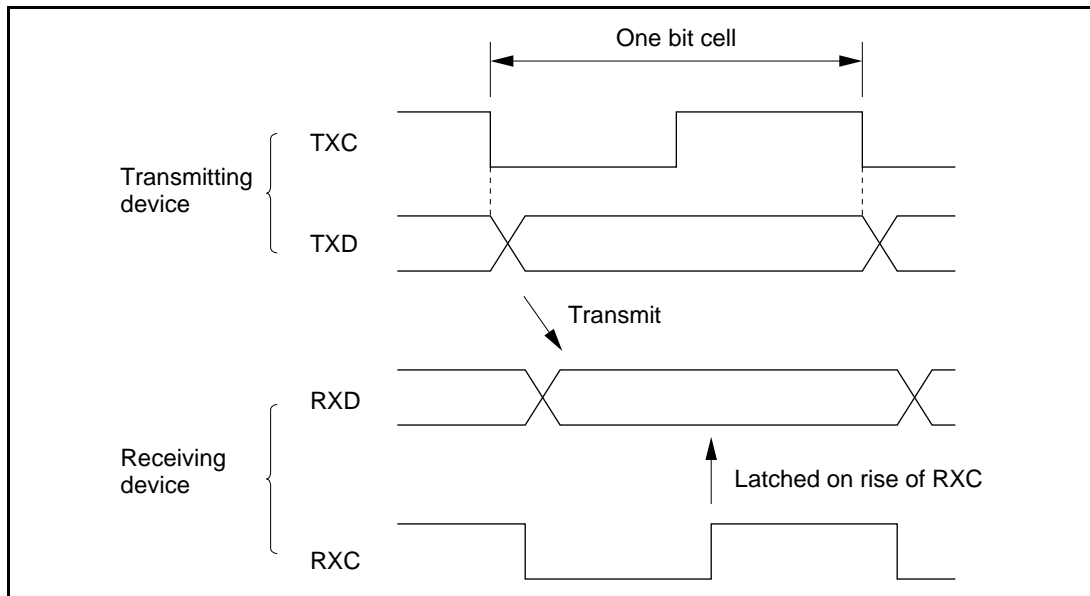 One bit cell
TXC
Transmitting
device
TXD
Transmit
RXD
Receiving
device
Latched on rise of RXC
RXC